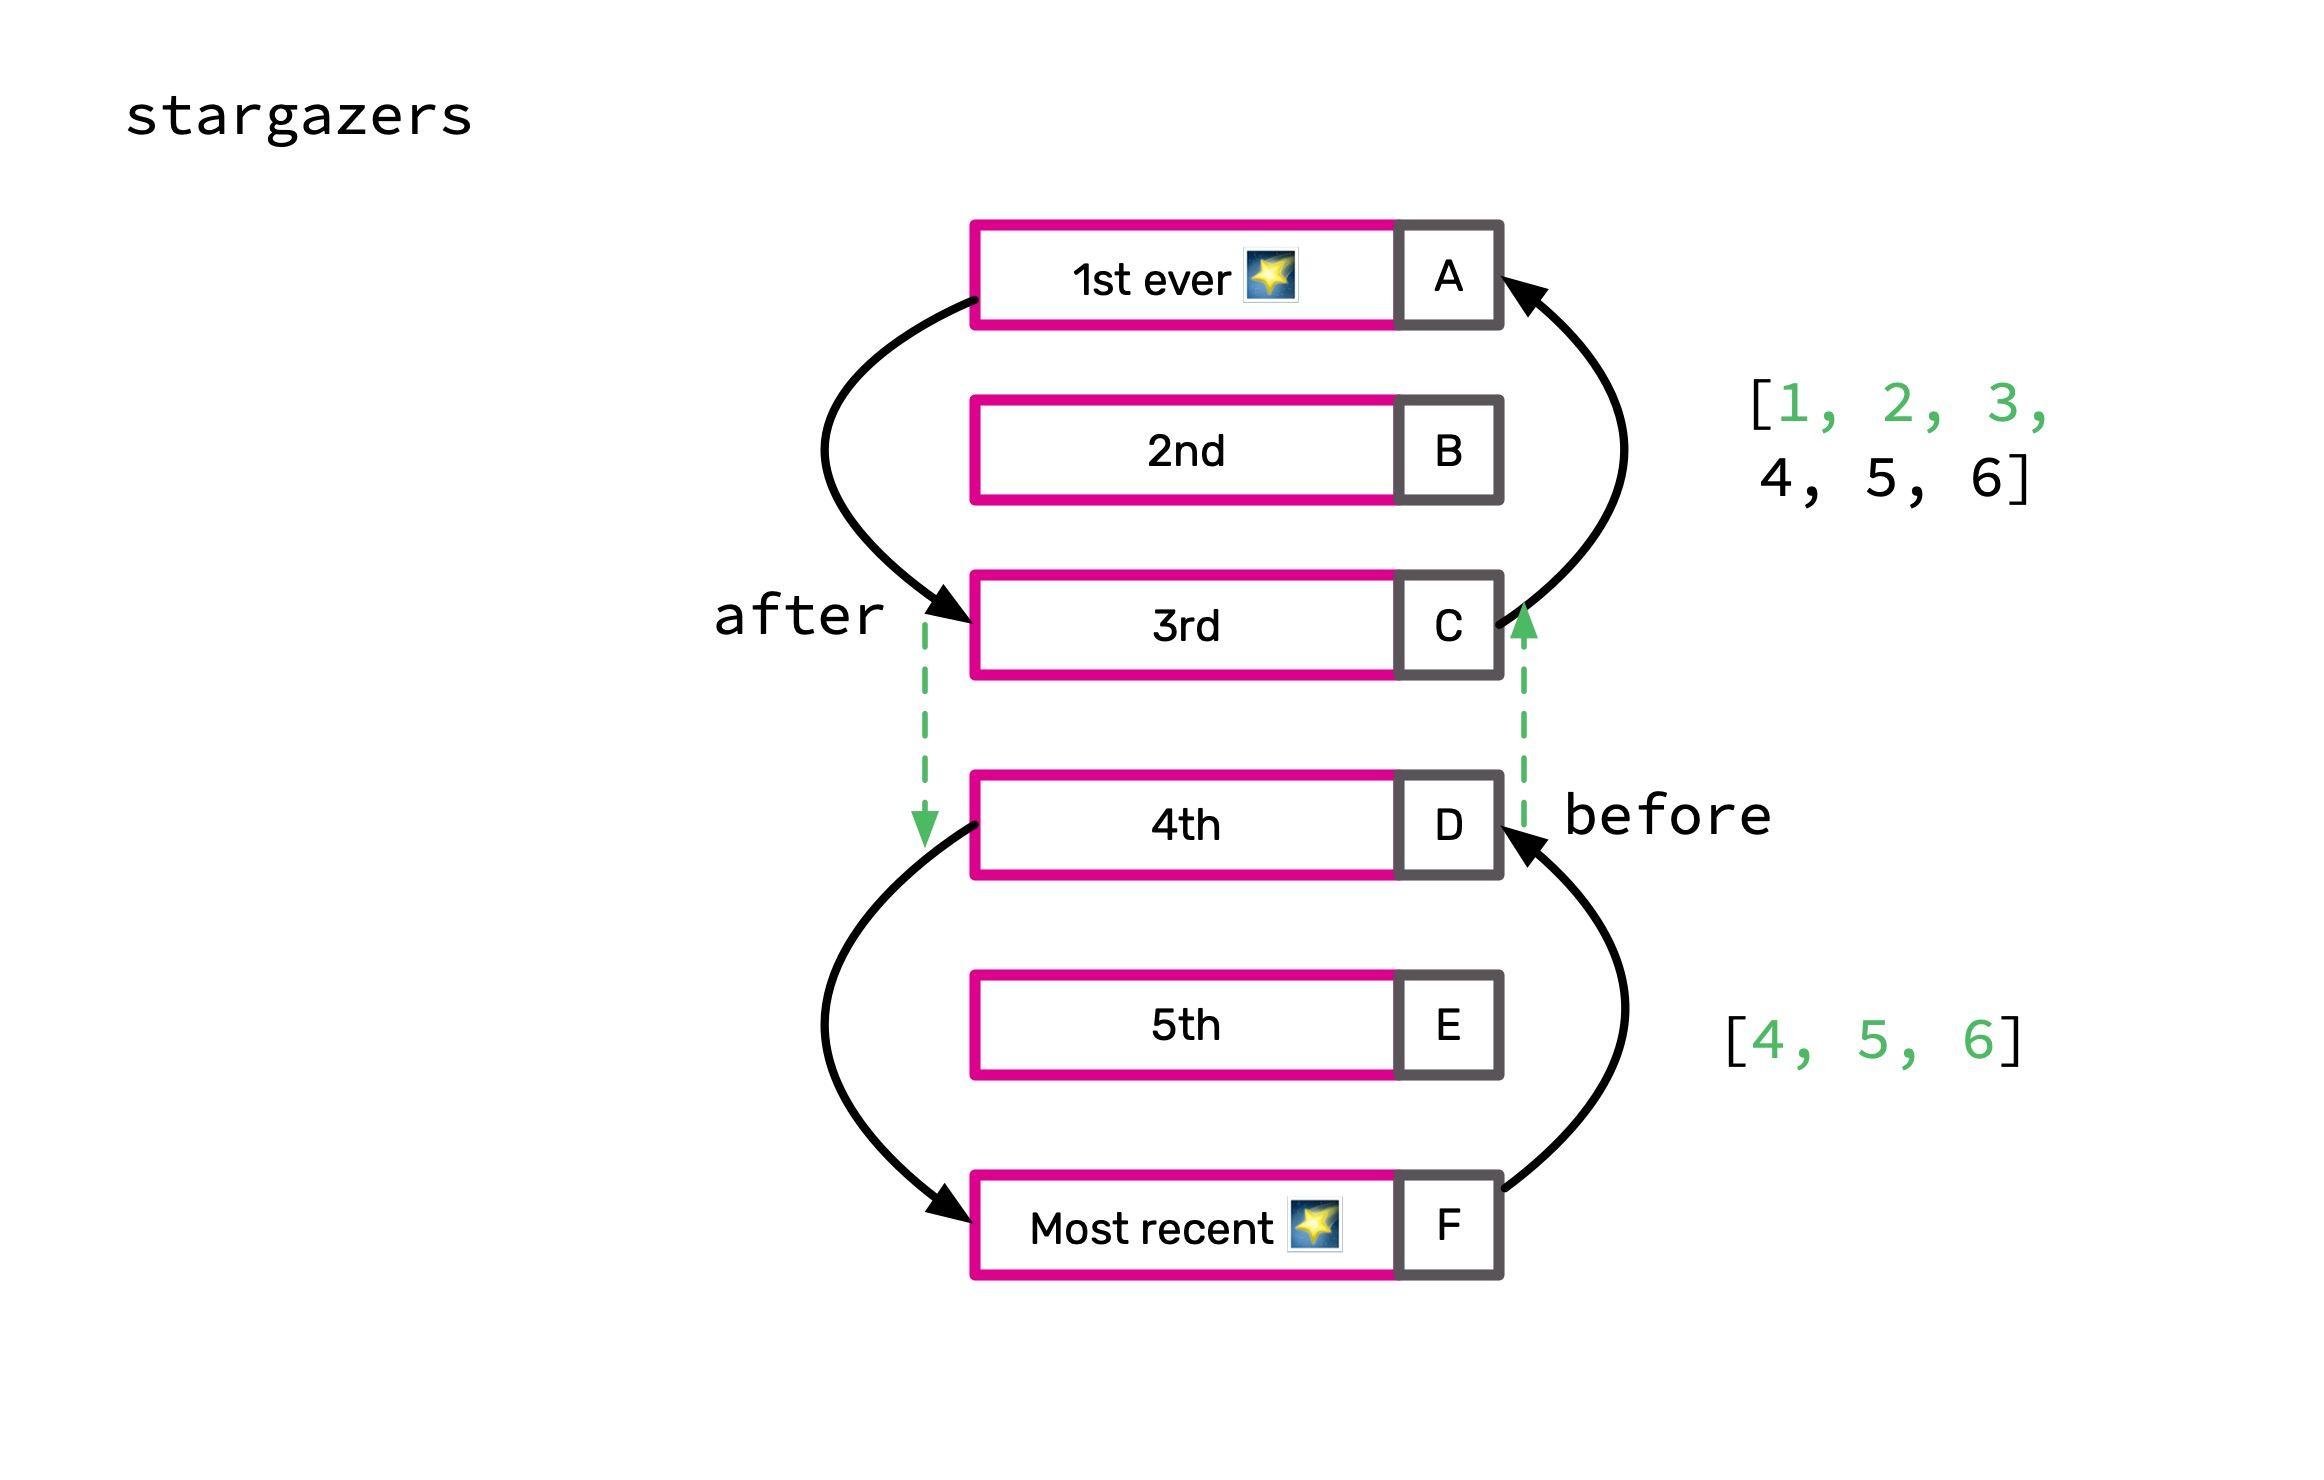 stargazers
1st ever A
2nd B
[1, 2, 3,
4, 5, 6]
after
3rd C
4th D
before
5th E
[4, 5, 6]
Most recent F